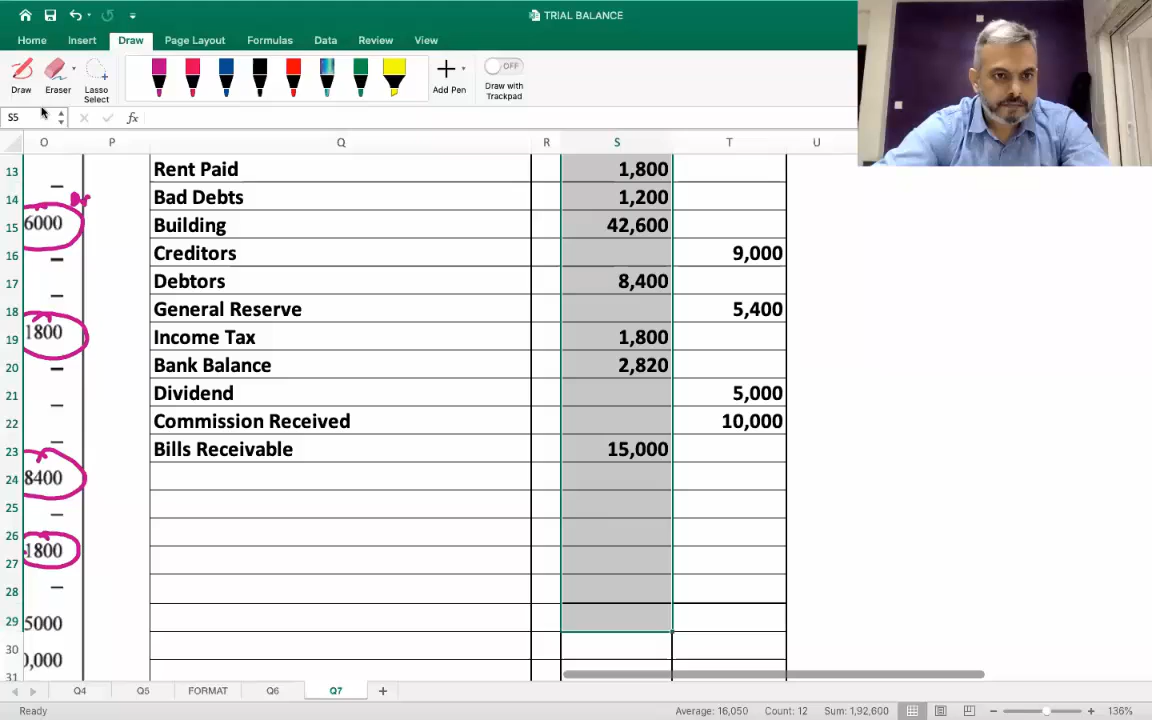 TRIAL BALANCE
Home Insert Draw Page Layout Formulas Data Review View
OFF
Draw Eraser Lasso Select Add Pen Draw with Trackpad
S5 fx
O P Q R S T U
13 Rent Paid 1,800
14 Bad Debts 1,200
15 6000 Building 42,600
16 Creditors 9,000
17 Debtors 8,400
18 General Reserve 5,400
19 1800 Income Tax 1,800
20 Bank Balance 2,820
21 Dividend 5,000
22 Commission Received 10,000
23 Bills Receivable 15,000
24 8400
25
26
27 1800
28
29 5000
30 0,000
31
Q4 Q5 FORMAT Q6 Q7
Ready Average: 16,050 Count: 12 Sum: 1,92,600 136%